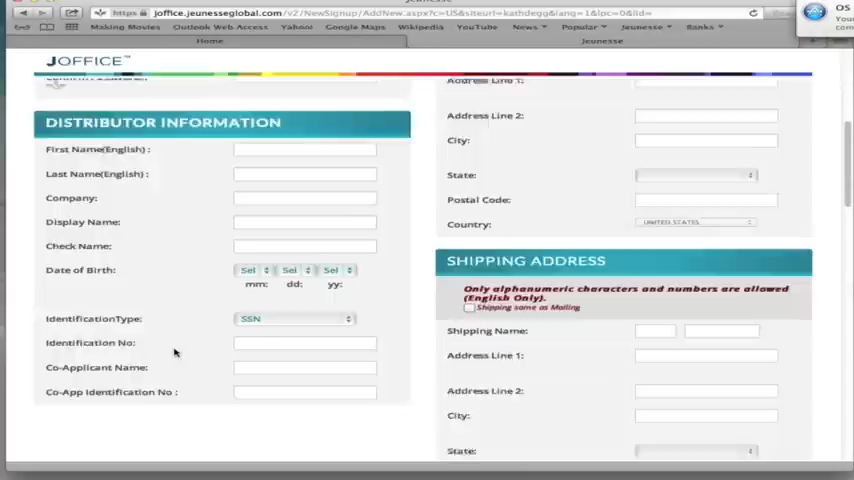 Jeunesse
https joffice.jeunesseglobal.com/v2/NewSignup/AddNew.aspx?c=US&siteurl=kathdegg&lang=1&lpc=0&lid=
OS
Your
com
Making Movies Outlook Web Access Yahoo! Google Maps Wikipedia YouTube News Popular Jeunesse Banks
Home Jeunesse
JOFFICE™
DISTRIBUTOR INFORMATION
First Name(English) :
Last Name(English) :
Company:
Display Name:
Check Name:
Date of Birth: Sel Sel Sel
mm: dd: yy:
IdentificationType: SSN
Identification No:
Co-Applicant Name:
Co-App Identification No :
Address Line 1:
Address Line 2:
City:
State:
Postal Code:
Country: UNITED STATES
SHIPPING ADDRESS
Only alphanumeric characters and numbers are allowed
(English Only).
Shipping same as Mailing
Shipping Name:
Address Line 1:
Address Line 2:
City:
State: